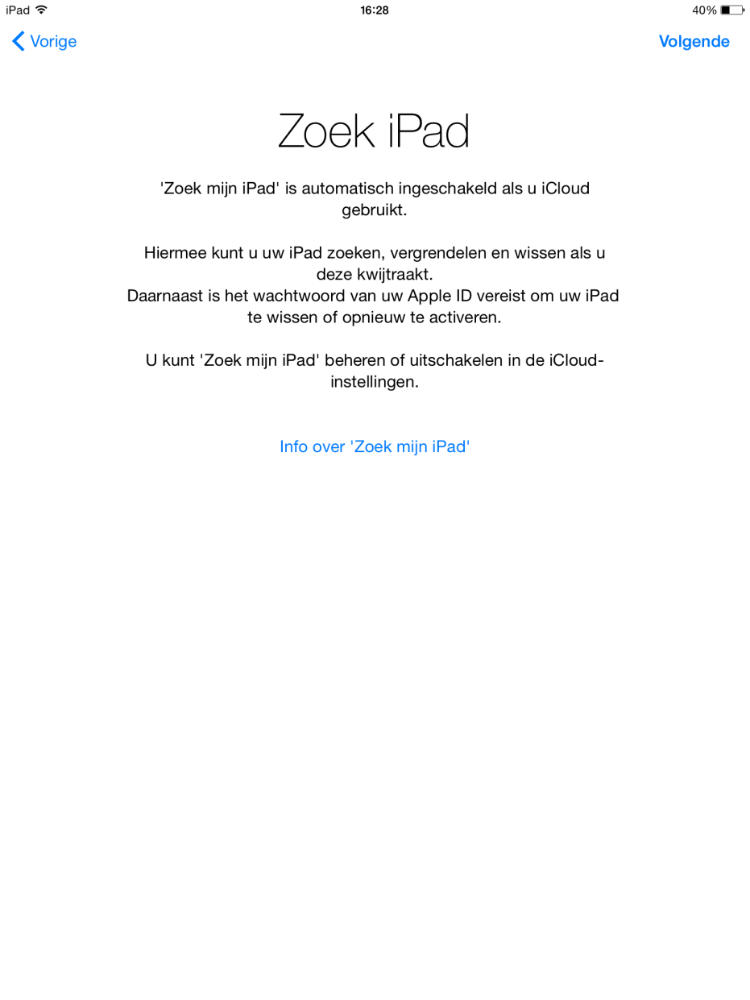 iPad 16:28 40%
Vorige Volgende
Zoek iPad
'Zoek mijn iPad' is automatisch ingeschakeld als u iCloud
gebruikt.
Hiermee kunt u uw iPad zoeken, vergrendelen en wissen als u
deze kwijtraakt.
Daarnaast is het wachtwoord van uw Apple ID vereist om uw iPad
te wissen of opnieuw te activeren.
U kunt 'Zoek mijn iPad' beheren of uitschakelen in de iCloud-
instellingen.
Info over 'Zoek mijn iPad'